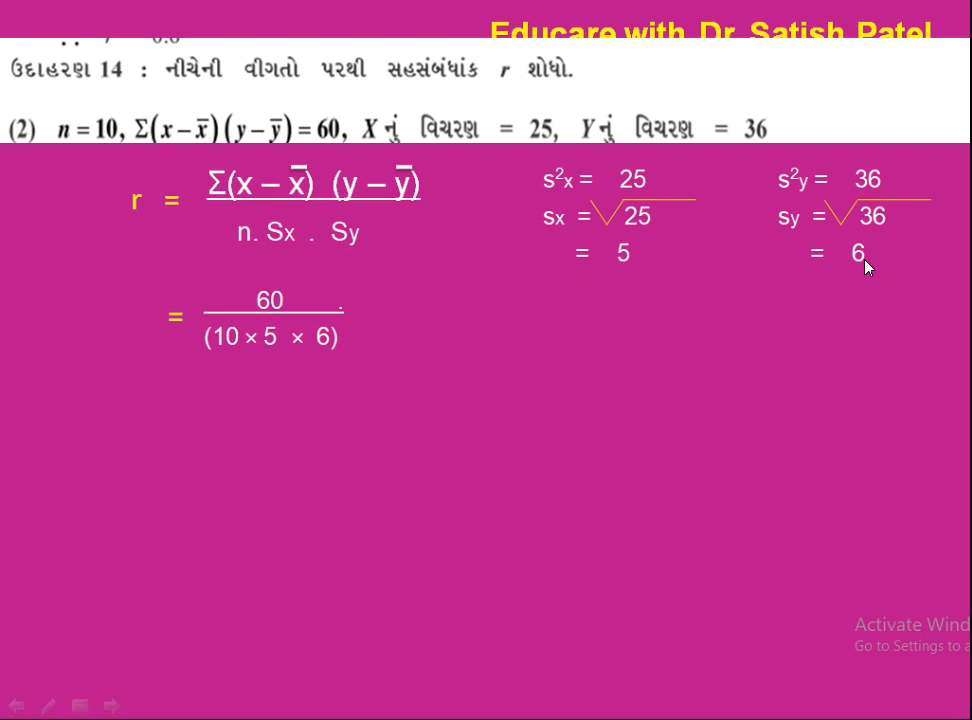 Educare with Dr. Satish Patel
ઉદાહરણ 14 : નીચેની વીગતો પરથી સહસંબંધાંક r શોધો.
(2) n = 10, Σ(x – x̅)(y – y̅) = 60, X નું વિચરણ = 25, Y નું વિચરણ = 36
r = Σ(x – x̅) (y – y̅)
n. Sx . Sy
s²x = 25
sx = √25
= 5
s²y = 36
sy = √36
= 6
= 60 .
(10 × 5 × 6)
Activate Wind
Go to Settings to a